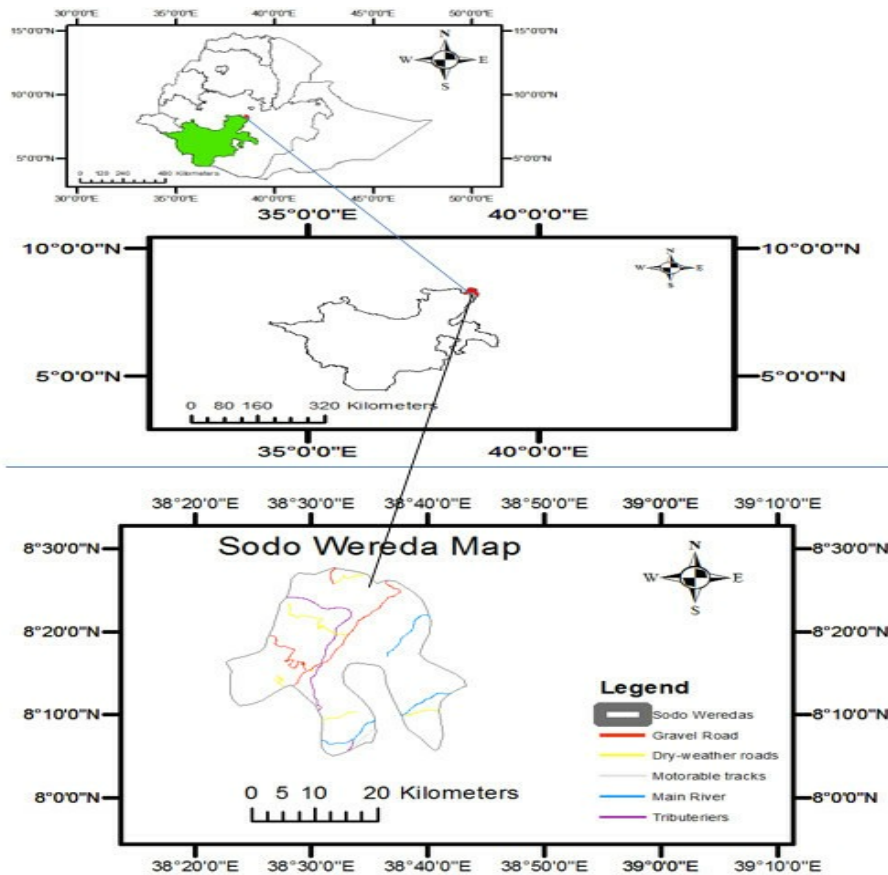 30°0'0"E 35°0'0"E 40°0'0"E 45°0'0"E 50°0'0"E
15°0'0"N 15°0'0"N
N
W E
S
10°0'0"N 10°0'0"N
5°0'0"N 5°0'0"N
0 120 240 480 Kilometers
30°0'0"E 35°0'0"E 40°0'0"E 45°0'0"E 50°0'0"E
35°0'0"E 40°0'0"E
10°0'0"N 10°0'0"N
N
W E
S
5°0'0"N 5°0'0"N
0 80 160 320 Kilometers
35°0'0"E 40°0'0"E
38°20'0"E 38°30'0"E 38°40'0"E 38°50'0"E 39°0'0"E 39°10'0"E
8°30'0"N 8°30'0"N
Sodo Wereda Map
N
W E
S
8°20'0"N 8°20'0"N
Legend
Sodo Weredas
8°10'0"N 8°10'0"N
Gravel Road
Dry-weather roads
Motorable tracks
8°0'0"N 8°0'0"N
Main River
Tributeriers
0 5 10 20 Kilometers
38°20'0"E 38°30'0"E 38°40'0"E 38°50'0"E 39°0'0"E 39°10'0"E